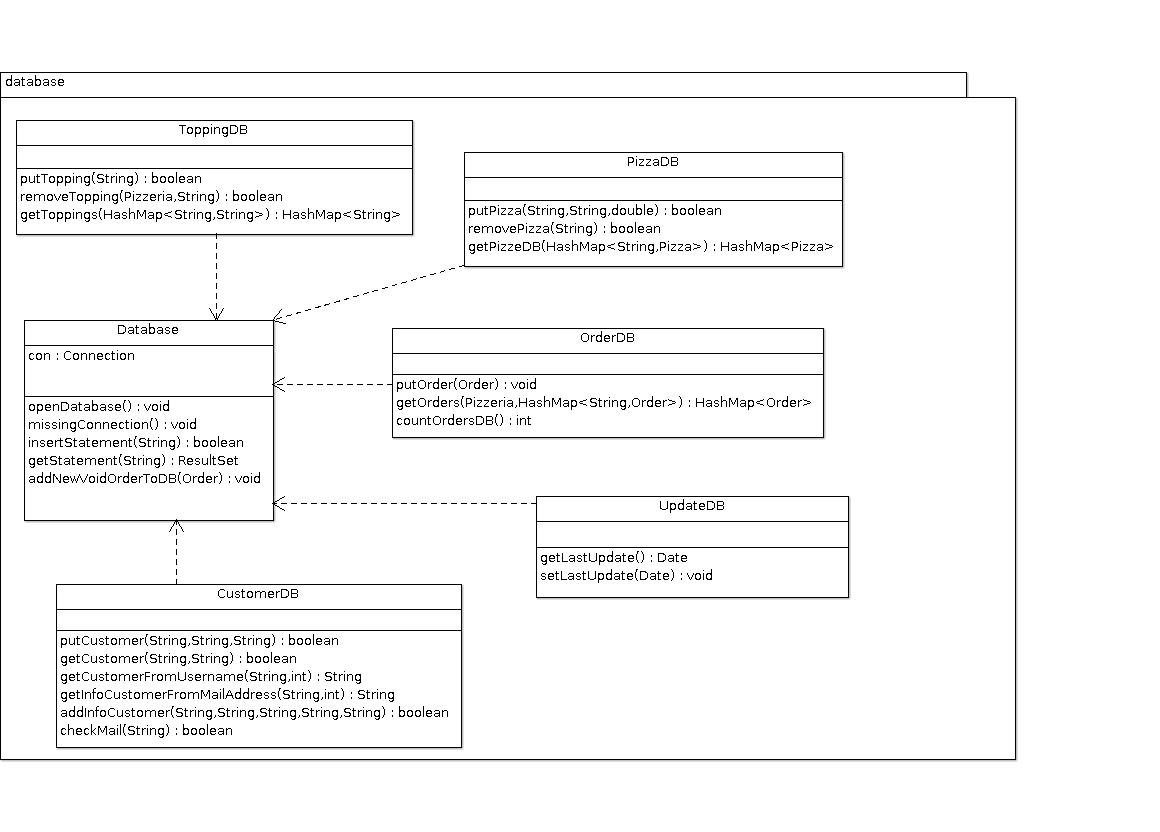 database
ToppingDB
putTopping(String) : boolean
removeTopping(Pizzeria,String) : boolean
getToppings(HashMap<String,String>) : HashMap<String>
PizzaDB
putPizza(String,String,double) : boolean
removePizza(String) : boolean
getPizzeDB(HashMap<String,Pizza>) : HashMap<Pizza>
Database
con : Connection
openDatabase() : void
missingConnection() : void
insertStatement(String) : boolean
getStatement(String) : ResultSet
addNewVoidOrderToDB(Order) : void
OrderDB
putOrder(Order) : void
getOrders(Pizzeria,HashMap<String,Order>) : HashMap<Order>
countOrdersDB() : int
UpdateDB
getLastUpdate() : Date
setLastUpdate(Date) : void
CustomerDB
putCustomer(String,String,String) : boolean
getCustomer(String,String) : boolean
getCustomerFromUsername(String,int) : String
getInfoCustomerFromMailAddress(String,int) : String
addInfoCustomer(String,String,String,String,String) : boolean
checkMail(String) : boolean